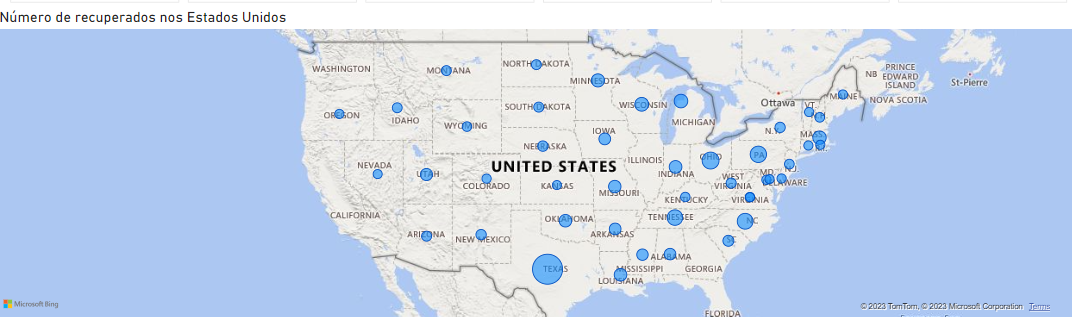 Número de recuperados nos Estados Unidos
WASHINGTON
MONTANA
NORTH DAKOTA
MINNESOTA
OREGON
IDAHO
WYOMING
SOUTH DAKOTA
WISCONSIN
MICHIGAN
Ottawa
NB
PRINCE
EDWARD
ISLAND
NOVA SCOTIA
St-Pierre
MAINE
VT
N.H.
MASS
R.I.
N.Y.
NEVADA
UTAH
COLORADO
NEBRASKA
IOWA
ILLINOIS
INDIANA
OHIO
PA
N.J.
MD
DELAWARE
UNITED STATES
KANSAS
MISSOURI
KENTUCKY
WEST
VIRGINIA
VIRGINIA
CALIFORNIA
ARIZONA
NEW MEXICO
OKLAHOMA
ARKANSAS
TENNESSEE
NC
SC
TEXAS
LOUISIANA
MISSISSIPPI
ALABAMA
GEORGIA
FLORIDA
Microsoft Bing
© 2023 TomTom, © 2023 Microsoft Corporation Terms